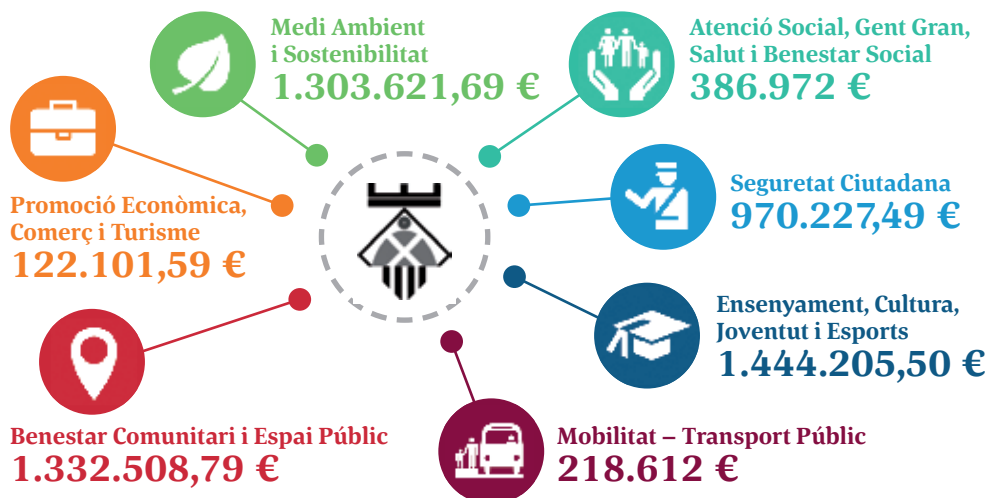 Medi Ambient
i Sostenibilitat
1.303.621,69 €
Atenció Social, Gent Gran,
Salut i Benestar Social
386.972 €
Promoció Econòmica,
Comerç i Turisme
122.101,59 €
Seguretat Ciutadana
970.227,49 €
Ensenyament, Cultura,
Joventut i Esports
1.444.205,50 €
Benestar Comunitari i Espai Públic
1.332.508,79 €
Mobilitat – Transport Públic
218.612 €